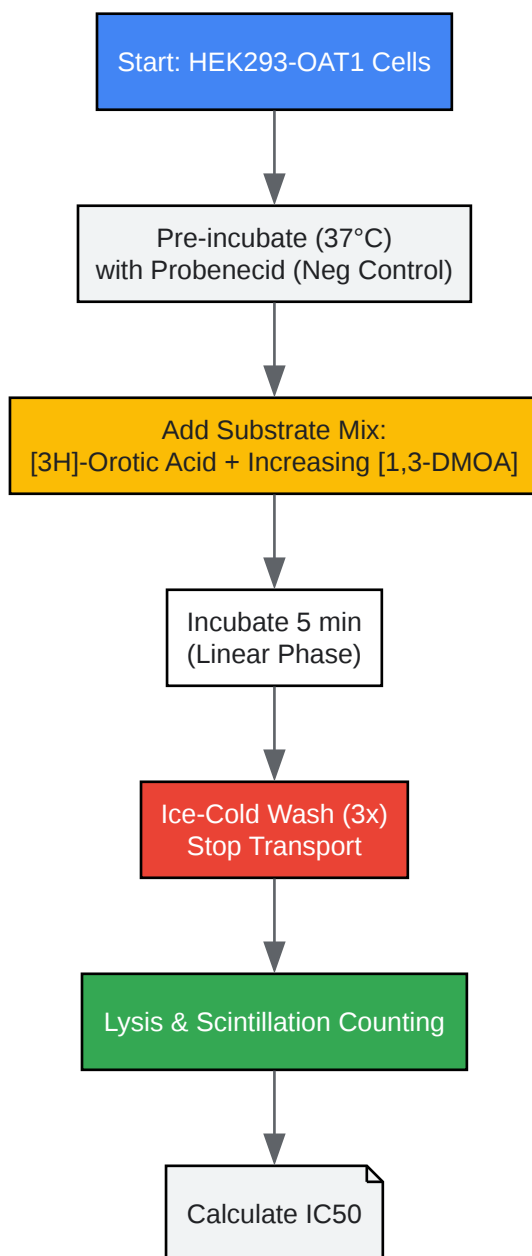 Start: HEK293-OAT1 Cells
Pre-incubate (37°C)
with Probenecid (Neg Control)
Add Substrate Mix:
[3H]-Orotic Acid + Increasing [1,3-DMOA]
Incubate 5 min
(Linear Phase)
Ice-Cold Wash (3x)
Stop Transport
Lysis & Scintillation Counting
Calculate IC50